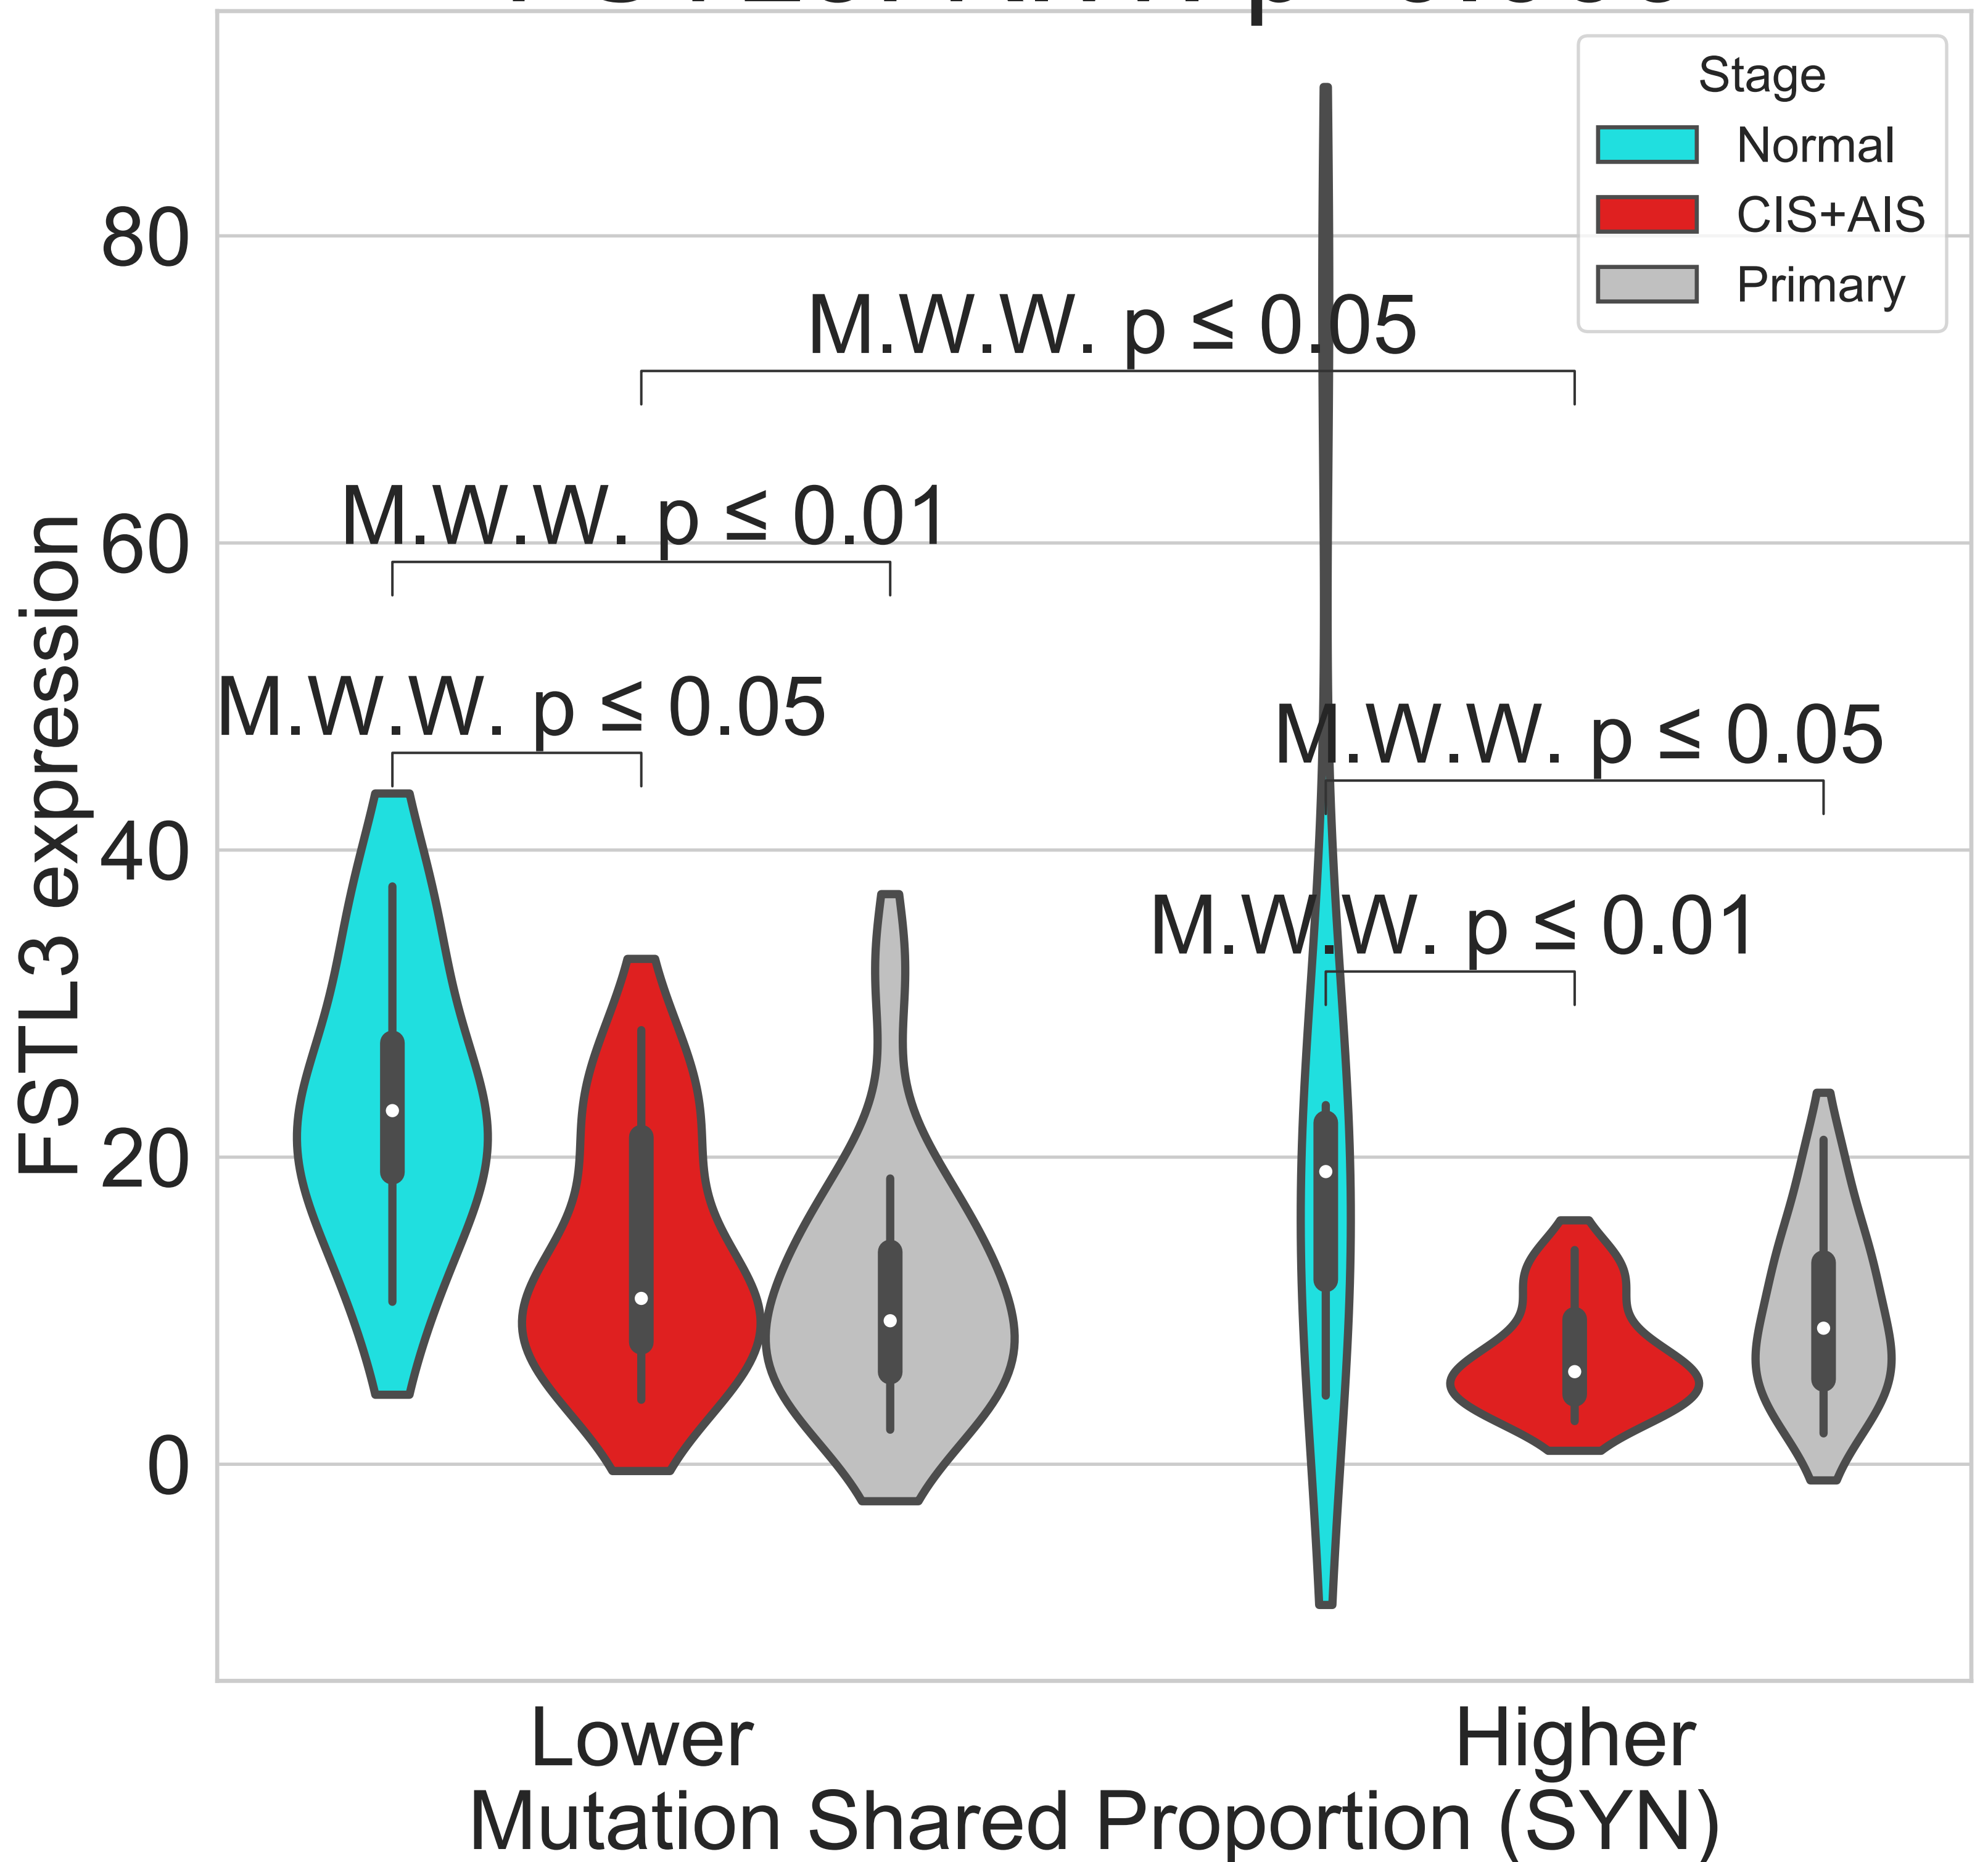 Stage
Normal
CIS+AIS
Primary
80
60
40
20
0
FSTL3 expression
M.W.W. p ≤ 0.05
M.W.W. p ≤ 0.01
M.W.W. p ≤ 0.05
M.W.W. p ≤ 0.05
M.W.W. p ≤ 0.01
Lower
Higher
Mutation Shared Proportion (SYN)